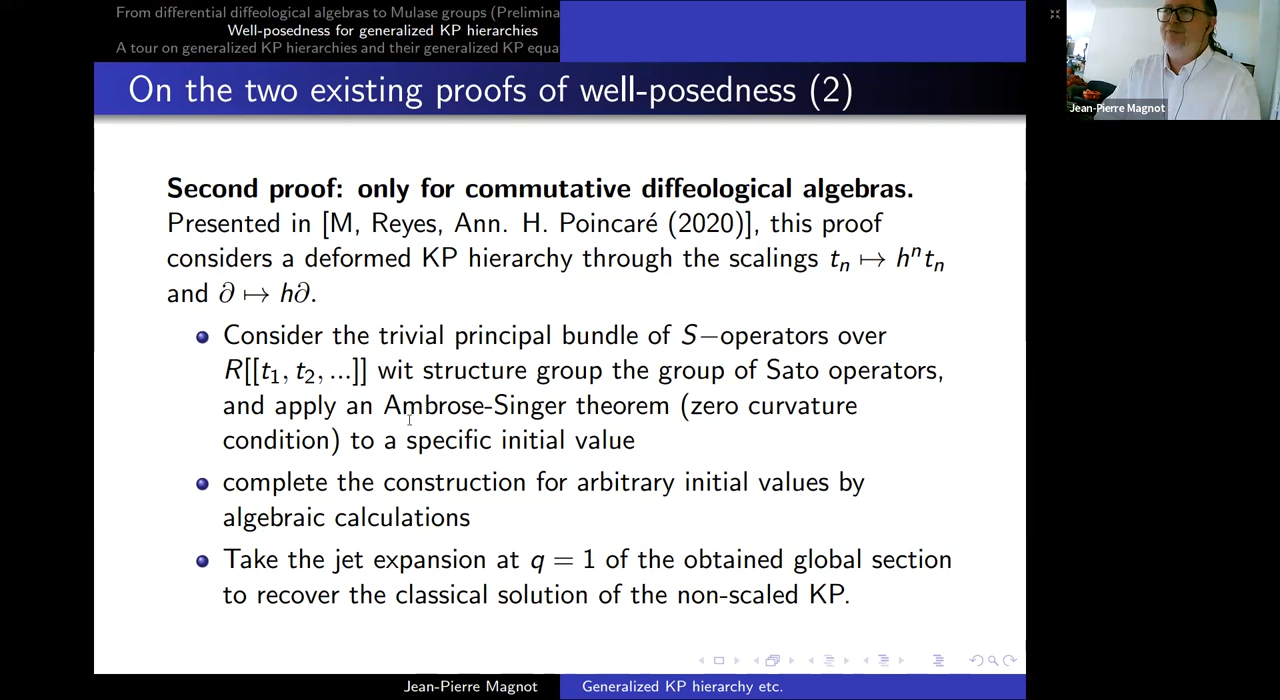 From differential diffeological algebras to Mulase groups (Prelimina
Well-posedness for generalized KP hierarchies
A tour on generalized KP hierarchies and their generalized KP equa
On the two existing proofs of well-posedness (2)
Jean-Pierre Magnot
Second proof: only for commutative diffeological algebras.
Presented in [M, Reyes, Ann. H. Poincaré (2020)], this proof
considers a deformed KP hierarchy through the scalings tₙ ↦ hⁿtₙ
and ∂ ↦ h∂.
Consider the trivial principal bundle of S−operators over
R[[t₁, t₂, ...]] wit structure group the group of Sato operators,
and apply an Ambrose-Singer theorem (zero curvature
condition) to a specific initial value
complete the construction for arbitrary initial values by
algebraic calculations
Take the jet expansion at q = 1 of the obtained global section
to recover the classical solution of the non-scaled KP.
Jean-Pierre Magnot
Generalized KP hierarchy etc.